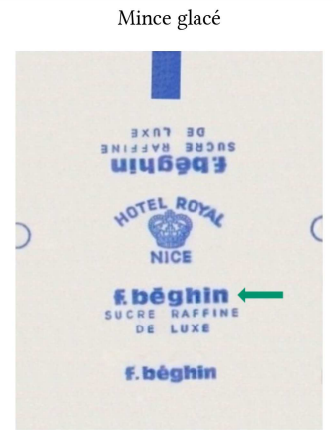 Mince glacé
DE LUXE
SUCRE RAFFINE
f.béghin
HOTEL ROYAL
NICE
f.béghin
SUCRE RAFFINE
DE LUXE
f.béghin